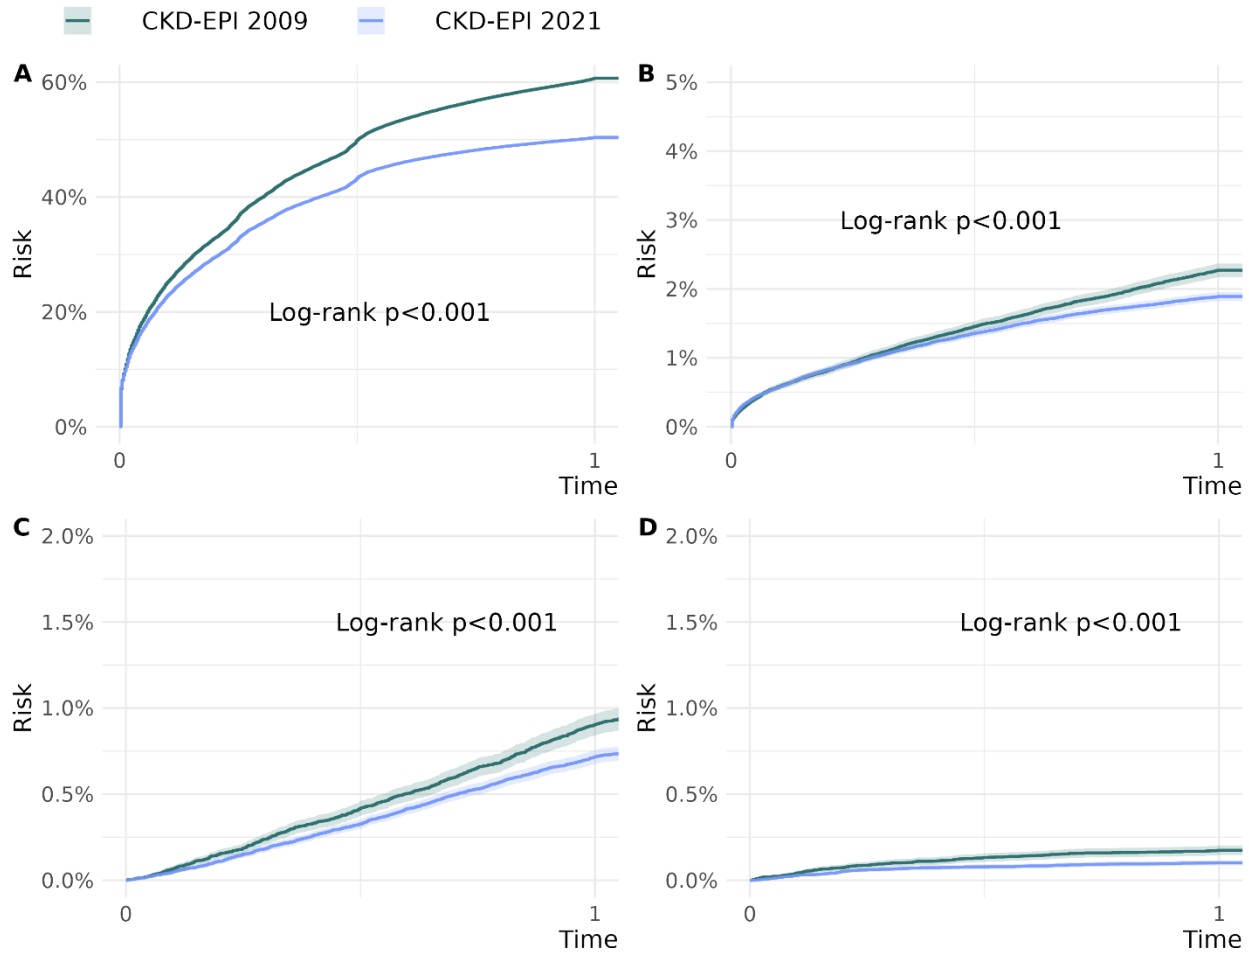 CKD-EPI 2009 CKD-EPI 2021
A
60%
40%
20%
0%
Risk
Log-rank p<0.001
0 1
Time
B
5%
4%
3%
2%
1%
0%
Risk
Log-rank p<0.001
0 1
Time
C
2.0%
1.5%
1.0%
0.5%
0.0%
Risk
Log-rank p<0.001
0 1
Time
D
2.0%
1.5%
1.0%
0.5%
0.0%
Risk
Log-rank p<0.001
0 1
Time